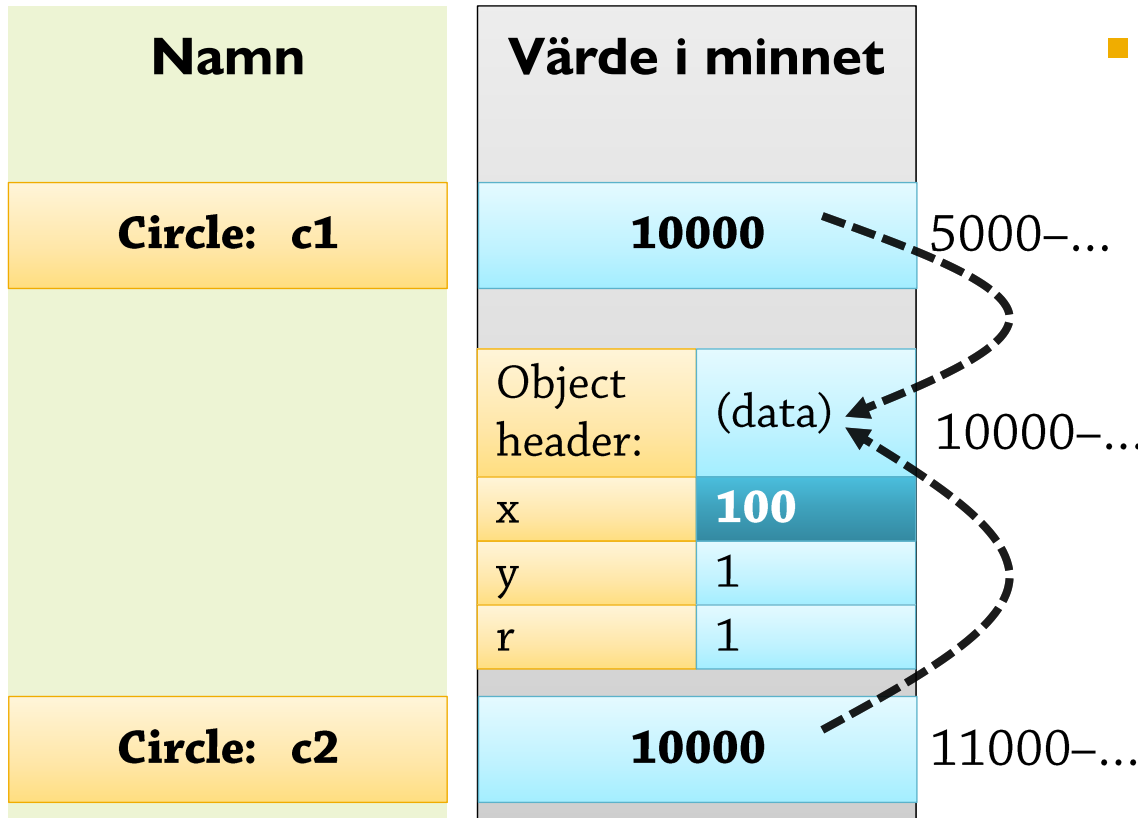 Namn
Värde i minnet
Circle: c1
10000
5000–...
Object
header:
(data)
10000–...
x
100
y
1
r
1
Circle: c2
10000
11000–...